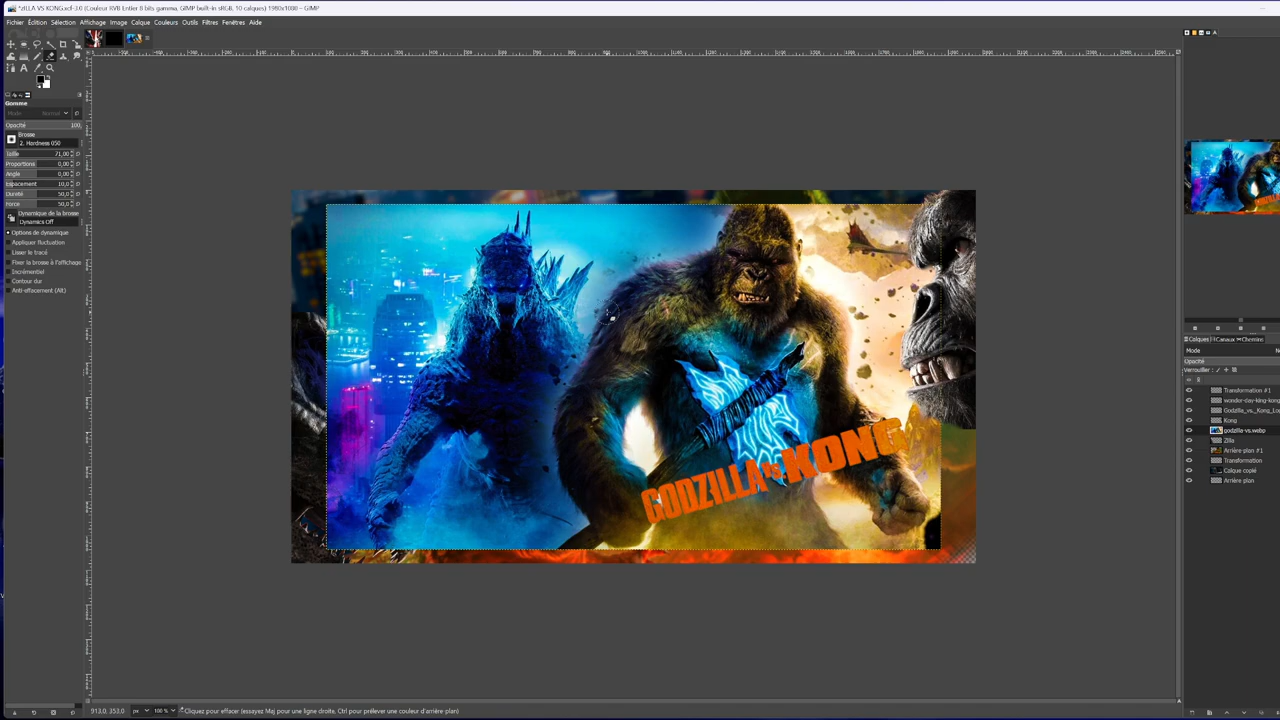 *zILLA VS KONG.xcf-3.0 (Couleur RVB Entier 8 bits gamma, GIMP built-in sRGB, 10 calques) 1980x1080 – GIMP
Fichier Édition Sélection Affichage Image Calque Couleurs Outils Filtres Fenêtres Aide
Gomme
Mode Normal
Opacité 100,
Brosse
2. Hardness 050
Taille 71,00
Proportions 0,00
Angle 0,00
Espacement 10,0
Dureté 50,0
Force 50,0
Dynamique de la brosse
Dynamics Off
Options de dynamique
Appliquer fluctuation
Lisser le tracé
Fixer la brosse à l'affichage
Incrémentiel
Contour dur
Anti-effacement (Alt)
GODZILLA VS KONG
Calques Canaux Chemins
Mode
Opacité
Verrouiller :
Transformation #1
wonder-day-king-kong
Godzilla_vs._Kong_Lo
Kong
godzilla-vs.webp
Zilla
Arrière-plan #1
Transformation
Calque copié
Arrière-plan
913,0, 353,0 px 100 % Cliquez pour effacer (essayez Maj pour une ligne droite, Ctrl pour prélever une couleur d'arrière-plan)